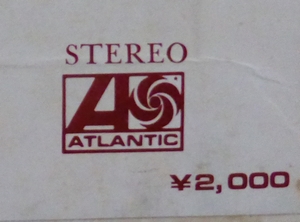 STEREO
A
ATLANTIC
¥2,000